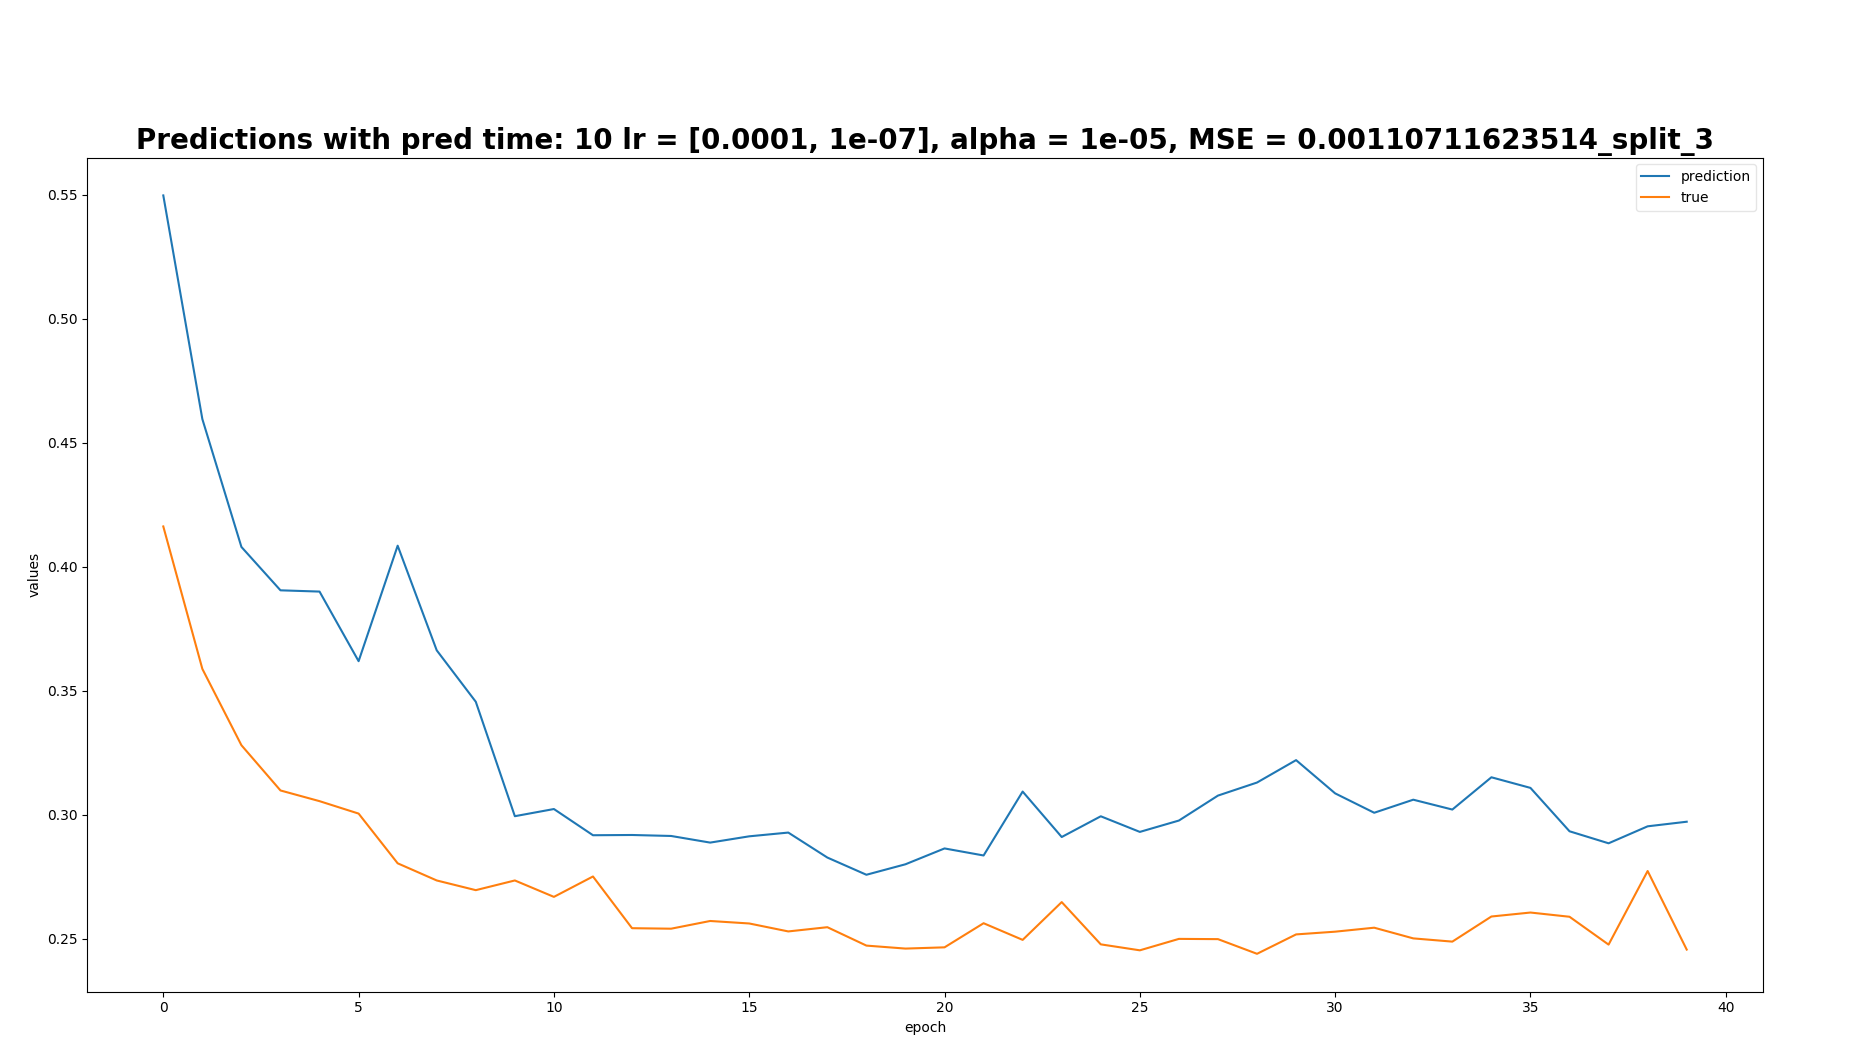 Predictions with pred time: 10 lr = [0.0001, 1e-07], alpha = 1e-05, MSE = 0.00110711623514_split_3
prediction
true
0.55
0.50
0.45
0.40
0.35
0.30
0.25
values
0 5 10 15 20 25 30 35 40
epoch